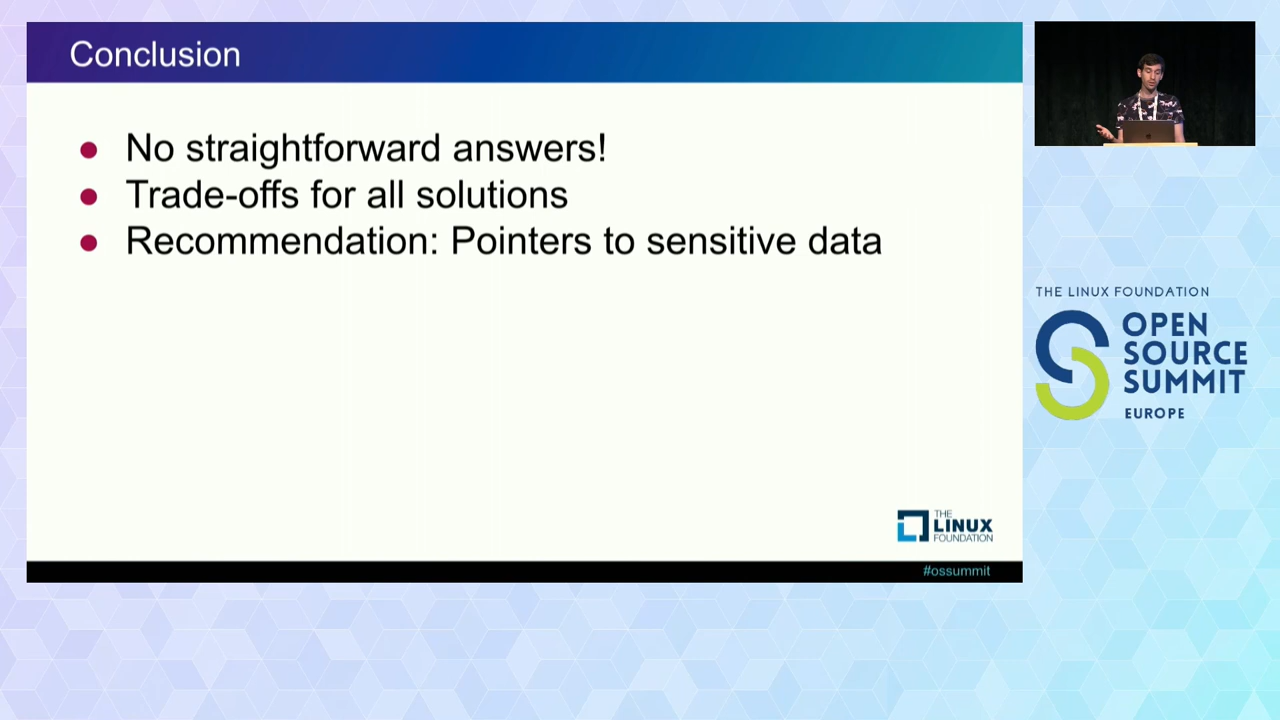 Conclusion
No straightforward answers!
Trade-offs for all solutions
Recommendation: Pointers to sensitive data
THE
LINUX
FOUNDATION
#ossummit
THE LINUX FOUNDATION
OPEN
SOURCE
SUMMIT
EUROPE